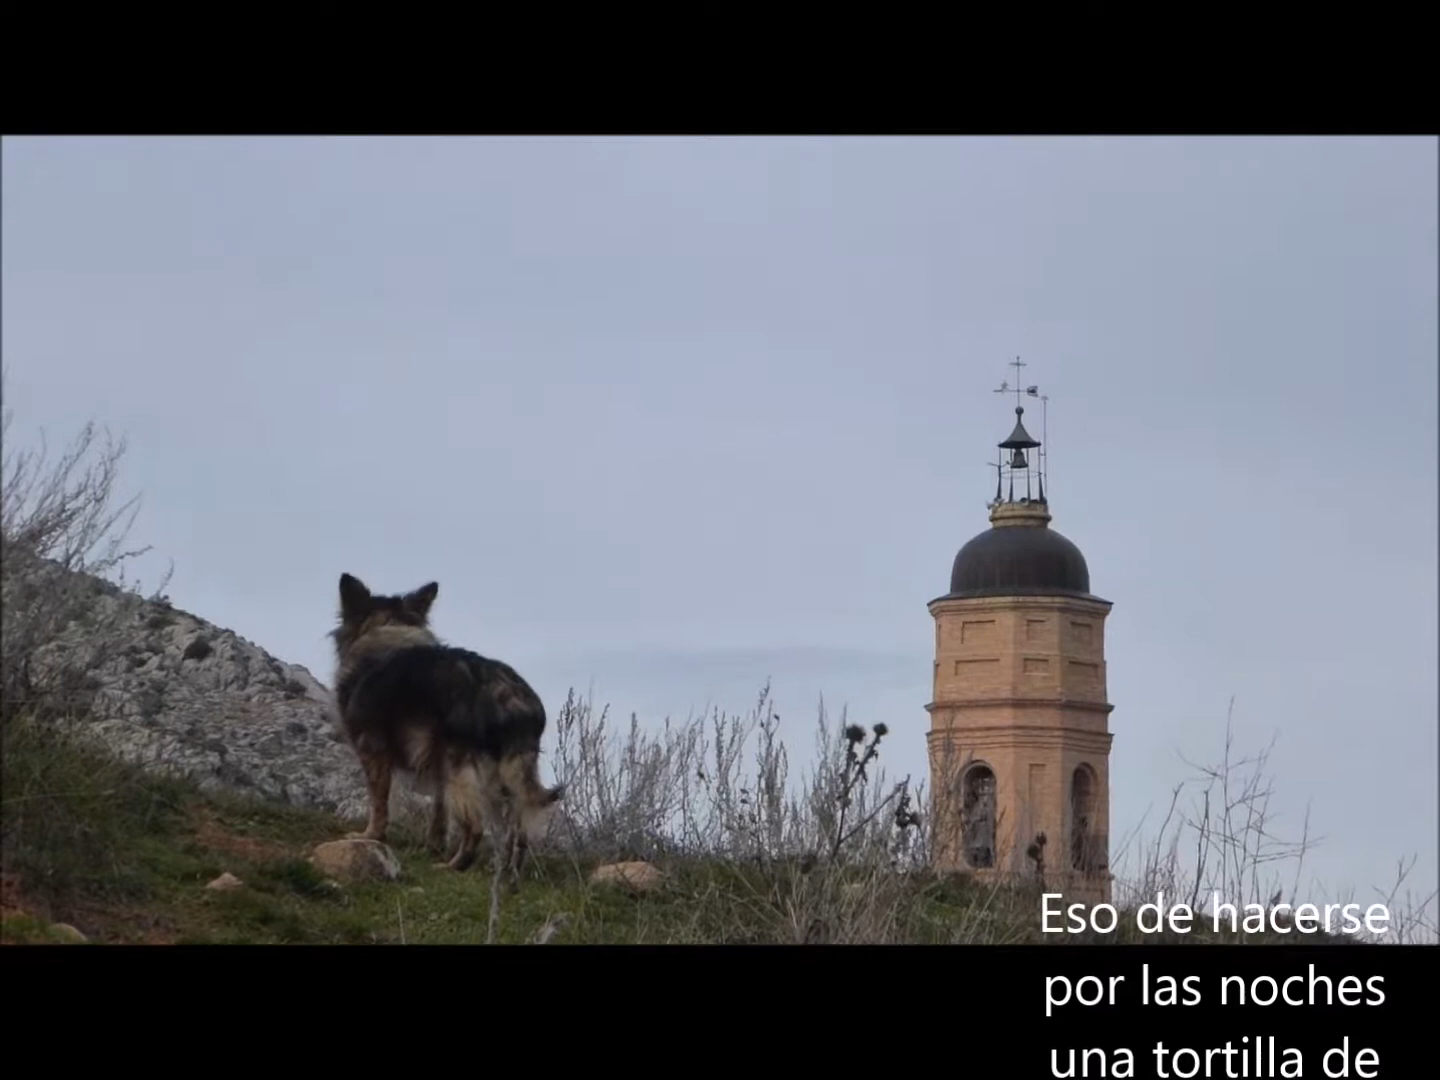 Eso de hacerse
por las noches
una tortilla de